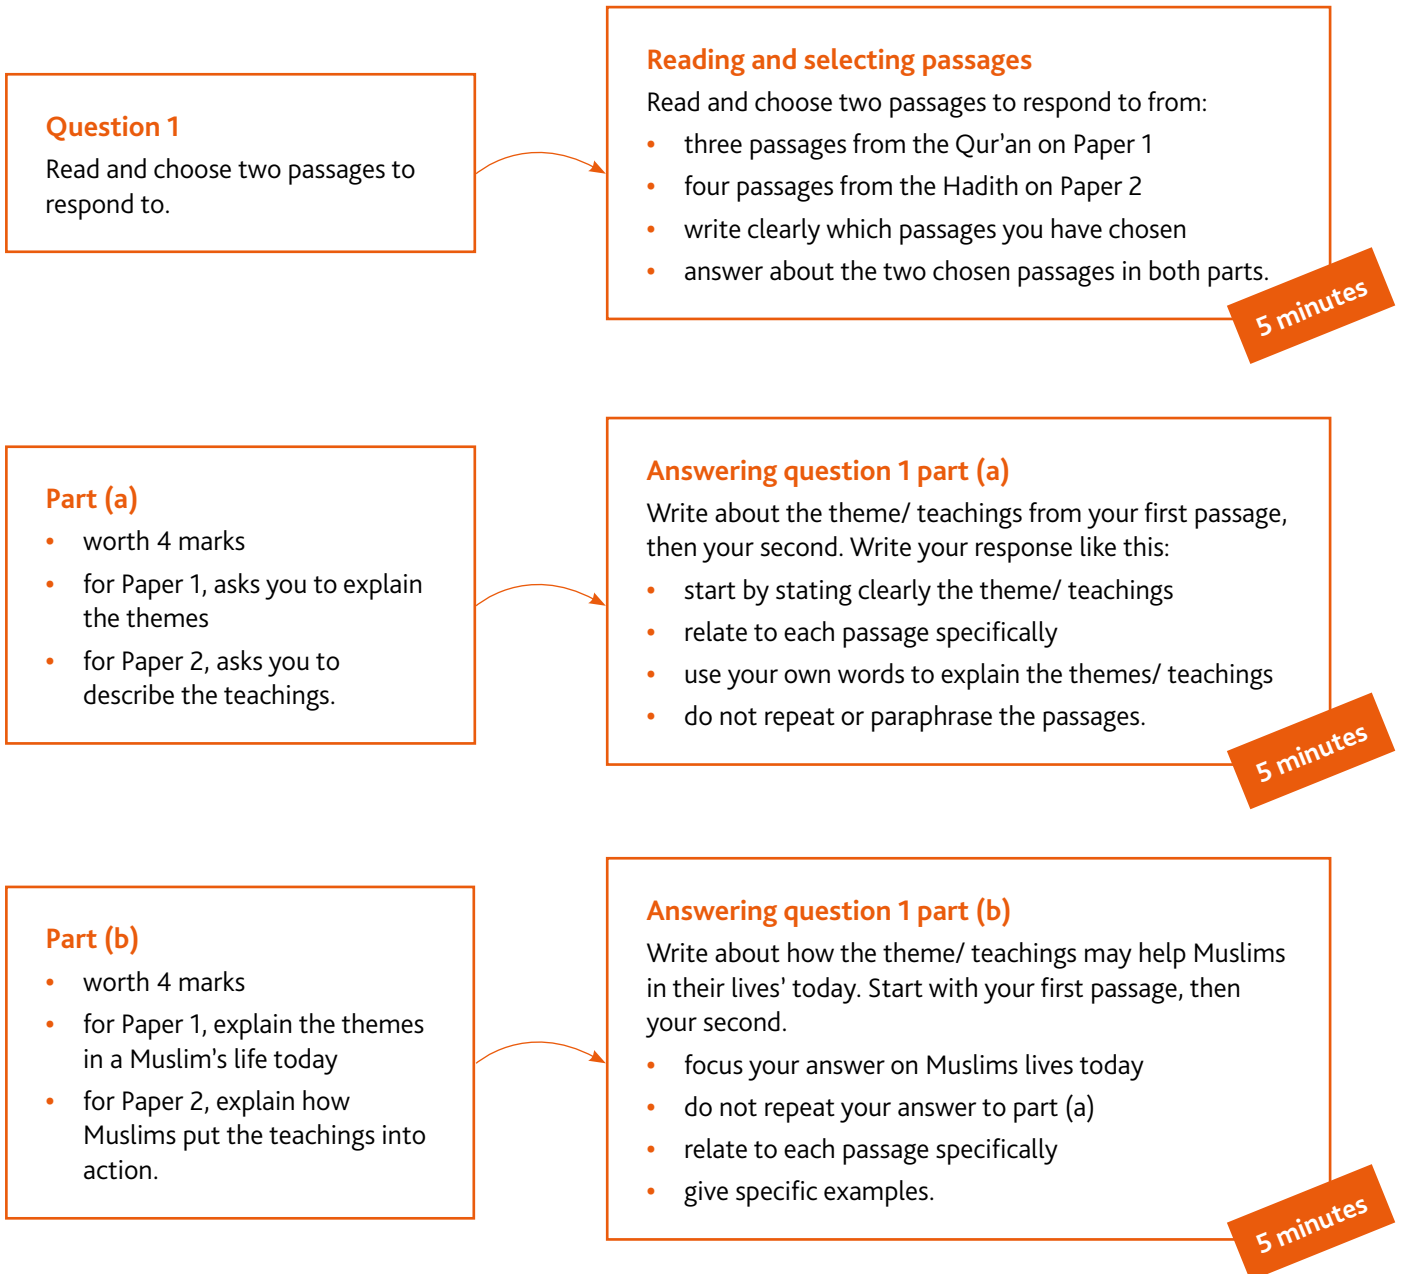 Question 1
Read and choose two passages to
respond to.
Reading and selecting passages
Read and choose two passages to respond to from:
• three passages from the Qur’an on Paper 1
• four passages from the Hadith on Paper 2
• write clearly which passages you have chosen
• answer about the two chosen passages in both parts.
5 minutes
Part (a)
• worth 4 marks
• for Paper 1, asks you to explain
the themes
• for Paper 2, asks you to
describe the teachings.
Answering question 1 part (a)
Write about the theme/ teachings from your first passage,
then your second. Write your response like this:
• start by stating clearly the theme/ teachings
• relate to each passage specifically
• use your own words to explain the themes/ teachings
• do not repeat or paraphrase the passages.
5 minutes
Part (b)
• worth 4 marks
• for Paper 1, explain the themes
in a Muslim’s life today
• for Paper 2, explain how
Muslims put the teachings into
action.
Answering question 1 part (b)
Write about how the theme/ teachings may help Muslims
in their lives’ today. Start with your first passage, then
your second.
• focus your answer on Muslims lives today
• do not repeat your answer to part (a)
• relate to each passage specifically
• give specific examples.
5 minutes